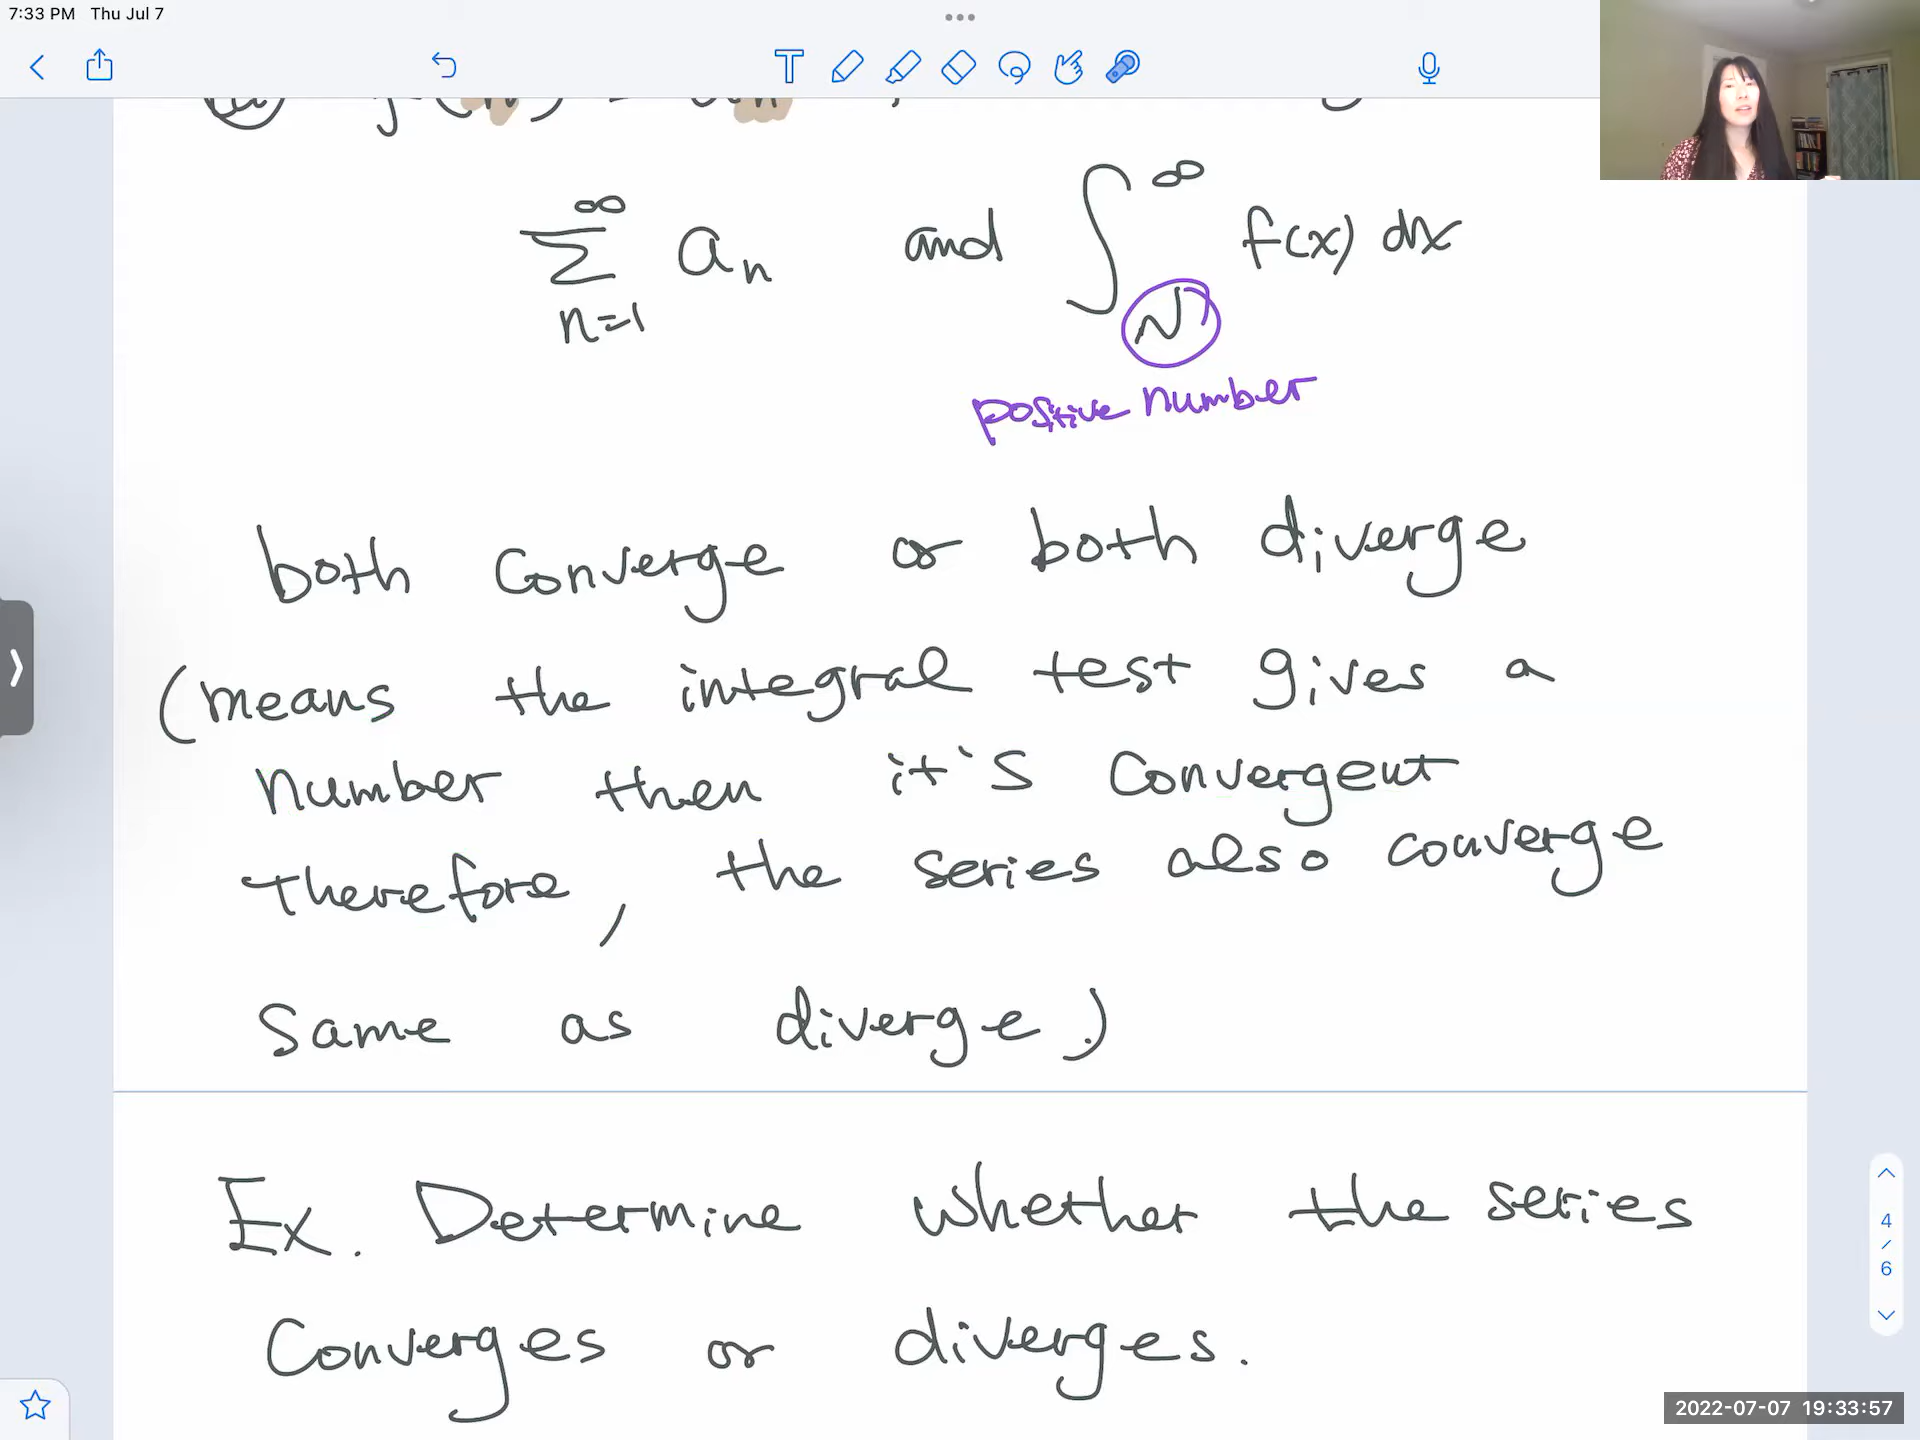 7:33 PM Thu Jul 7
∞ ∞
∑ aₙ and ∫ f(x) dx
n=1 N
positive number
both converge or both diverge
(means the integral test gives a
number then it's convergent
therefore, the series also converge
same as diverge.)
Ex. Determine whether the series
converges or diverges.
4
/
6
2022-07-07 19:33:57